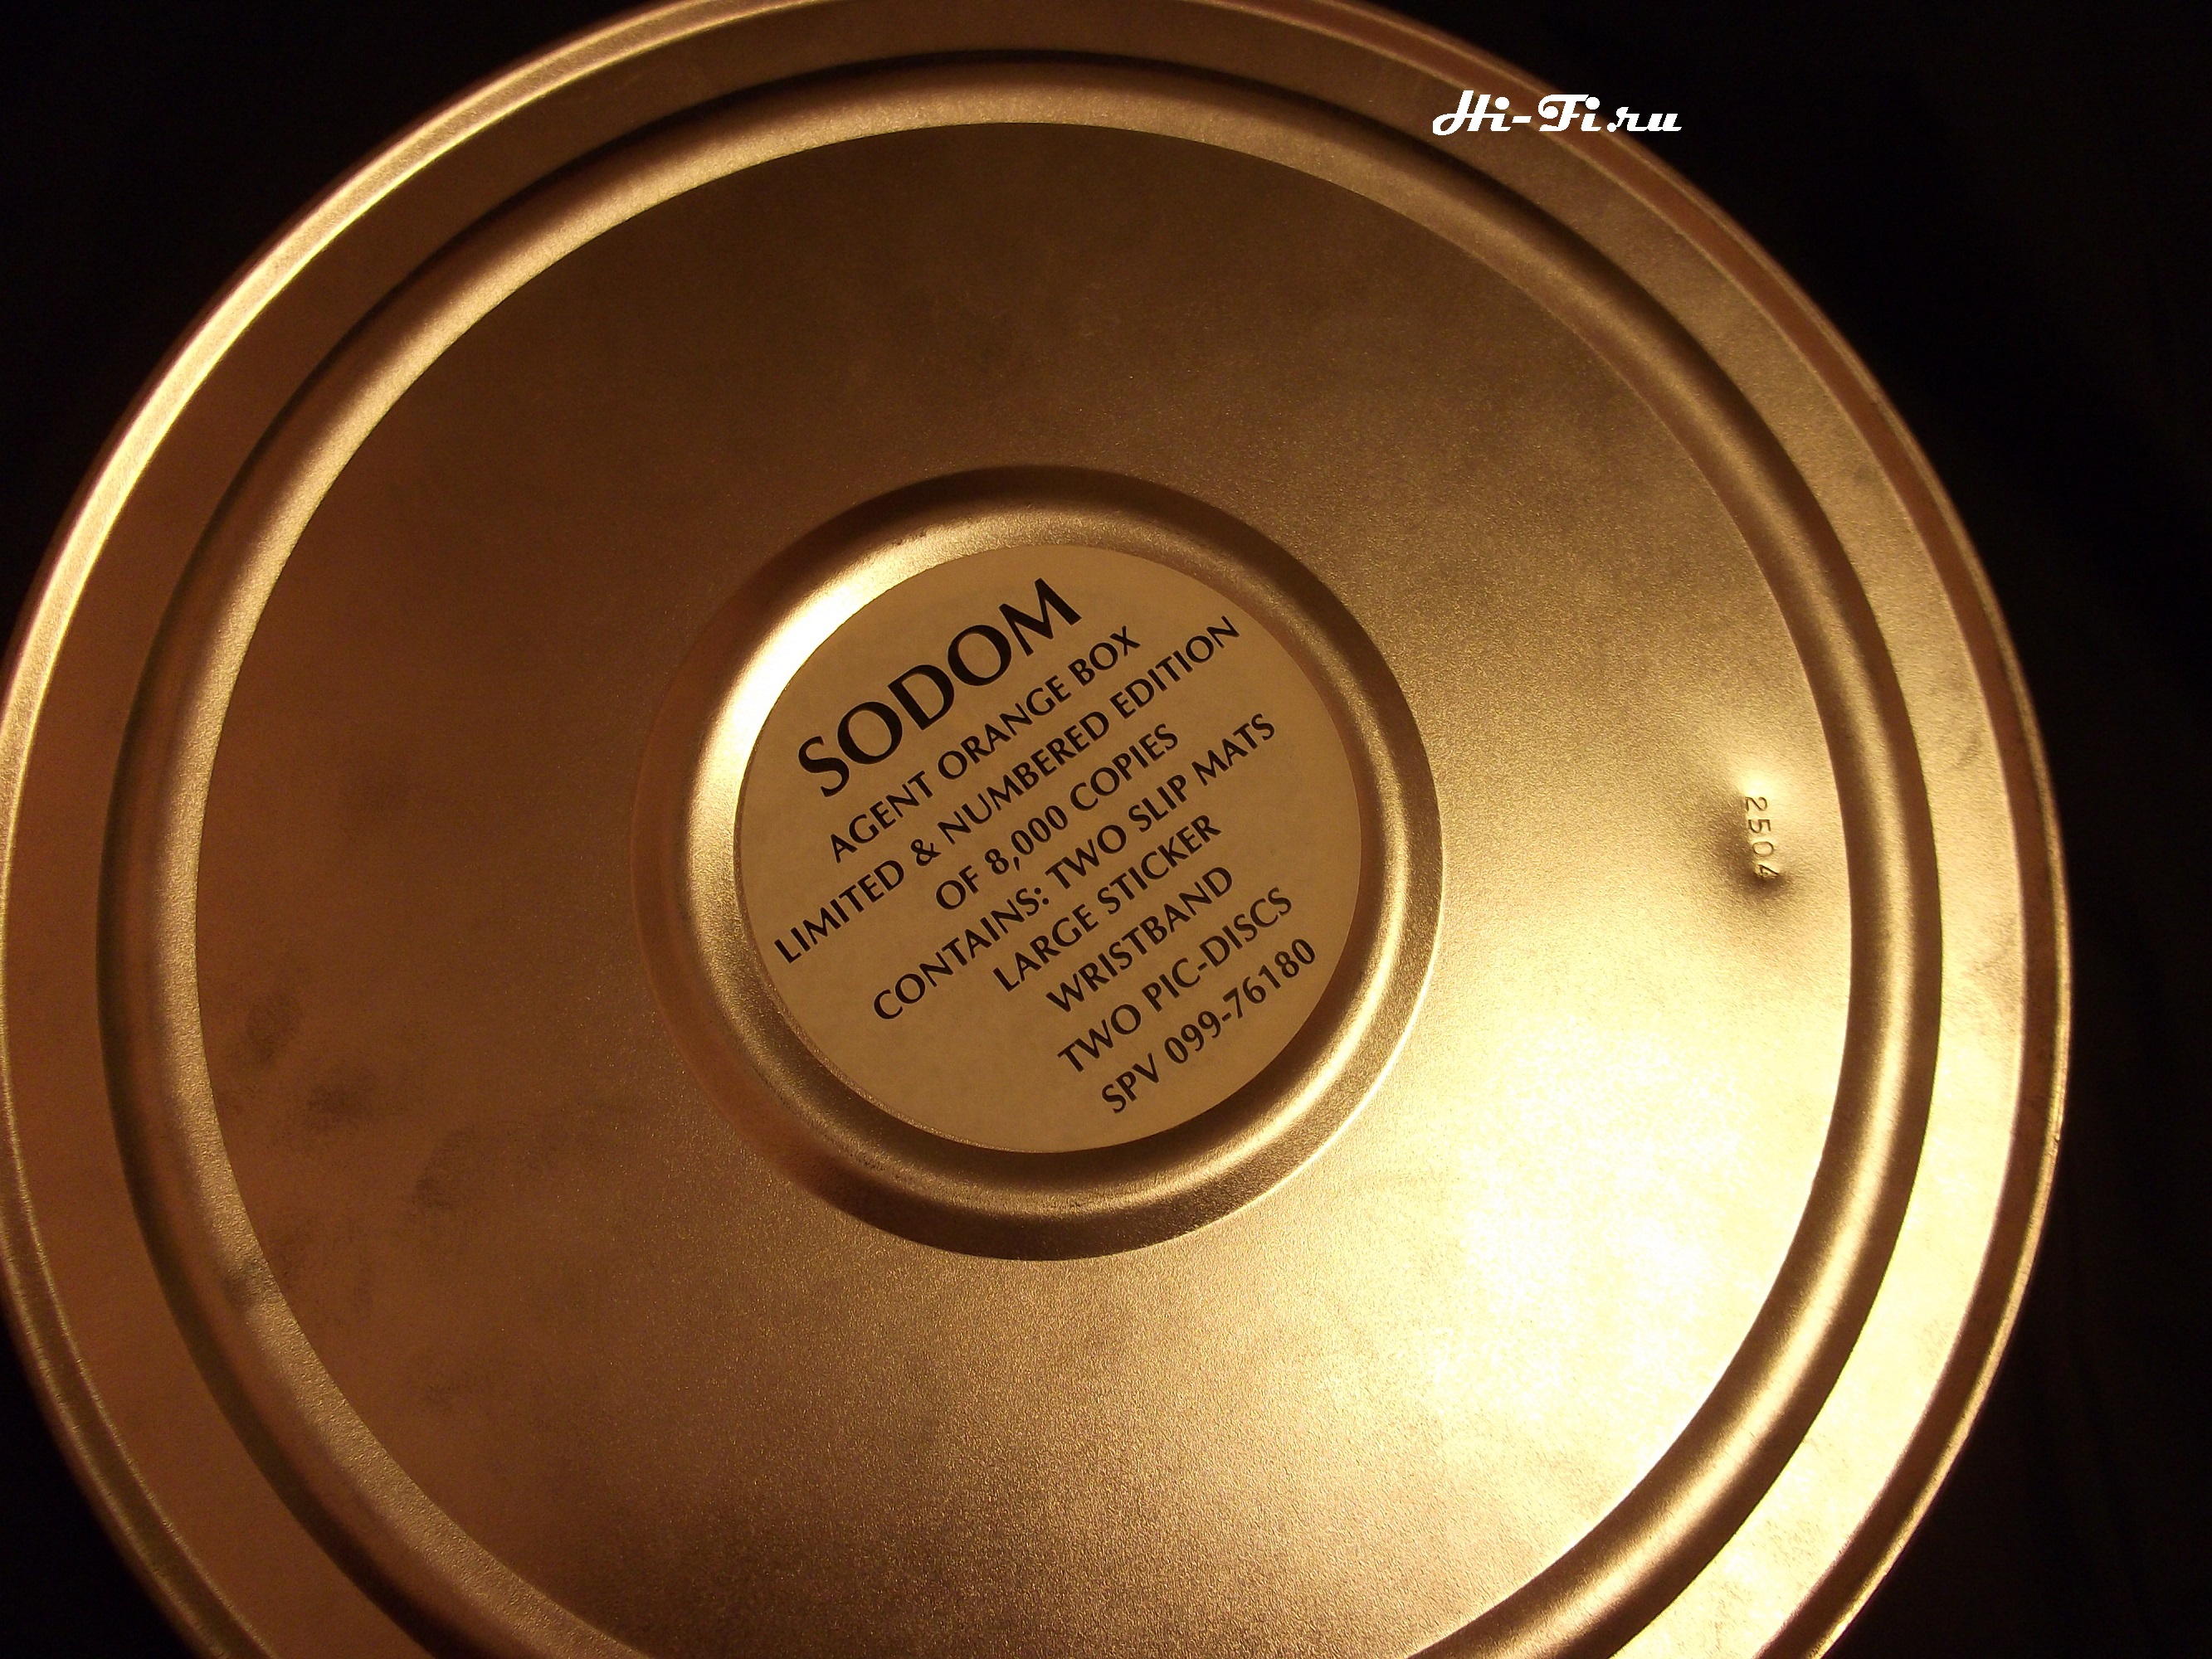 Hi-Fi.ru
SODOM
AGENT ORANGE BOX
LIMITED & NUMBERED EDITION
OF 8,000 COPIES
CONTAINS: TWO SLIP MATS
LARGE STICKER
WRISTBAND
TWO PIC-DISCS
SPV 099-76180
2504